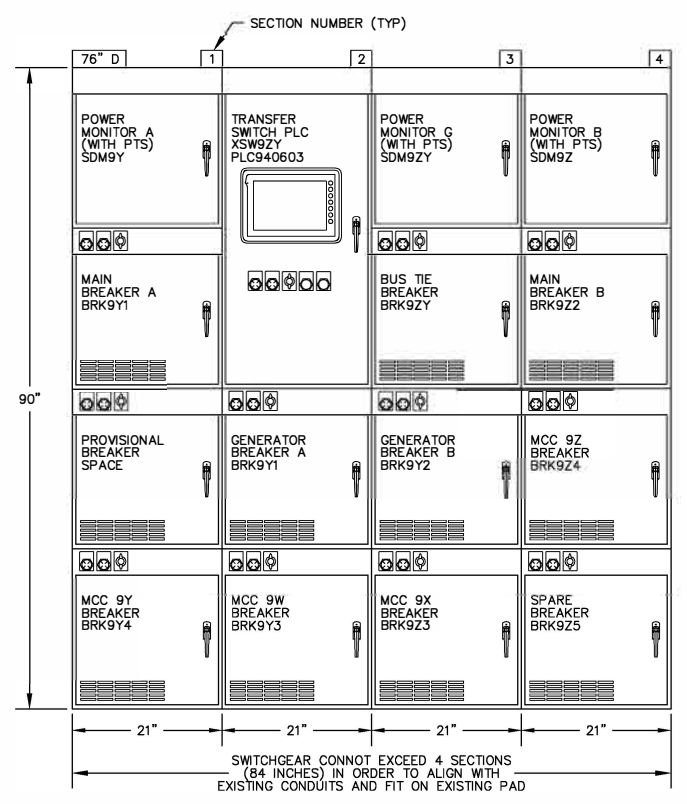 SECTION NUMBER (TYP)
76" D
1
2
3
4
POWER
MONITOR A
(WITH PTS)
SDM9Y
TRANSFER
SWITCH PLC
XSW9ZY
PLC940603
POWER
MONITOR G
(WITH PTS)
SDM9ZY
POWER
MONITOR B
(WITH PTS)
SDM9Z
MAIN
BREAKER A
BRK9Y1
BUS TIE
BREAKER
BRK9ZY
MAIN
BREAKER B
BRK9Z2
90"
PROVISIONAL
BREAKER
SPACE
GENERATOR
BREAKER A
BRK9Y1
GENERATOR
BREAKER B
BRK9Y2
MCC 9Z
BREAKER
BRK9Z4
MCC 9Y
BREAKER
BRK9Y4
MCC 9W
BREAKER
BRK9Y3
MCC 9X
BREAKER
BRK9Z3
SPARE
BREAKER
BRK9Z5
21"
21"
21"
21"
SWITCHGEAR CONNOT EXCEED 4 SECTIONS
(84 INCHES) IN ORDER TO ALIGN WITH
EXISTING CONDUITS AND FIT ON EXISTING PAD